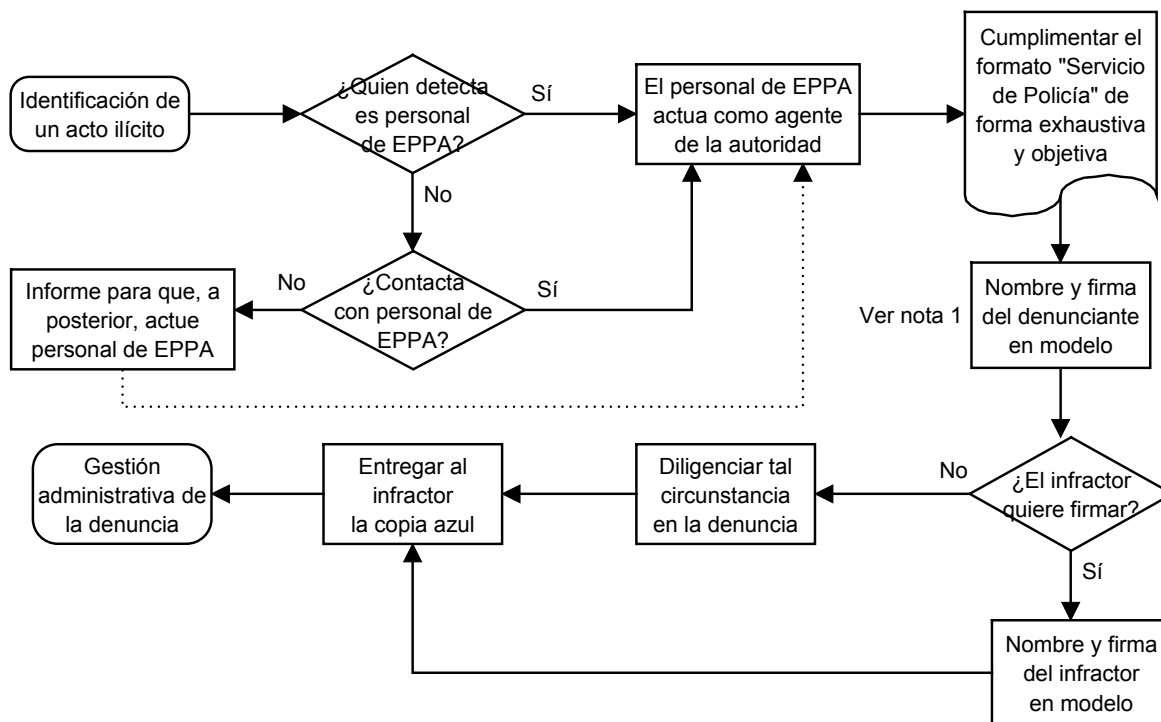 Identificación de
un acto ilícito
¿Quien detecta
es personal
de EPPA?
Sí
El personal de EPPA
actua como agente
de la autoridad
Cumplimentar el
formato "Servicio
de Policía" de
forma exhaustiva
y objetiva
No
Informe para que, a
posterior, actue
personal de EPPA
No
¿Contacta
con personal de
EPPA?
Sí
Ver nota 1
Nombre y firma
del denunciante
en modelo
Gestión
administrativa de
la denuncia
Entregar al
infractor
la copia azul
Diligenciar tal
circunstancia
en la denuncia
No
¿El infractor
quiere firmar?
Sí
Nombre y firma
del infractor
en modelo